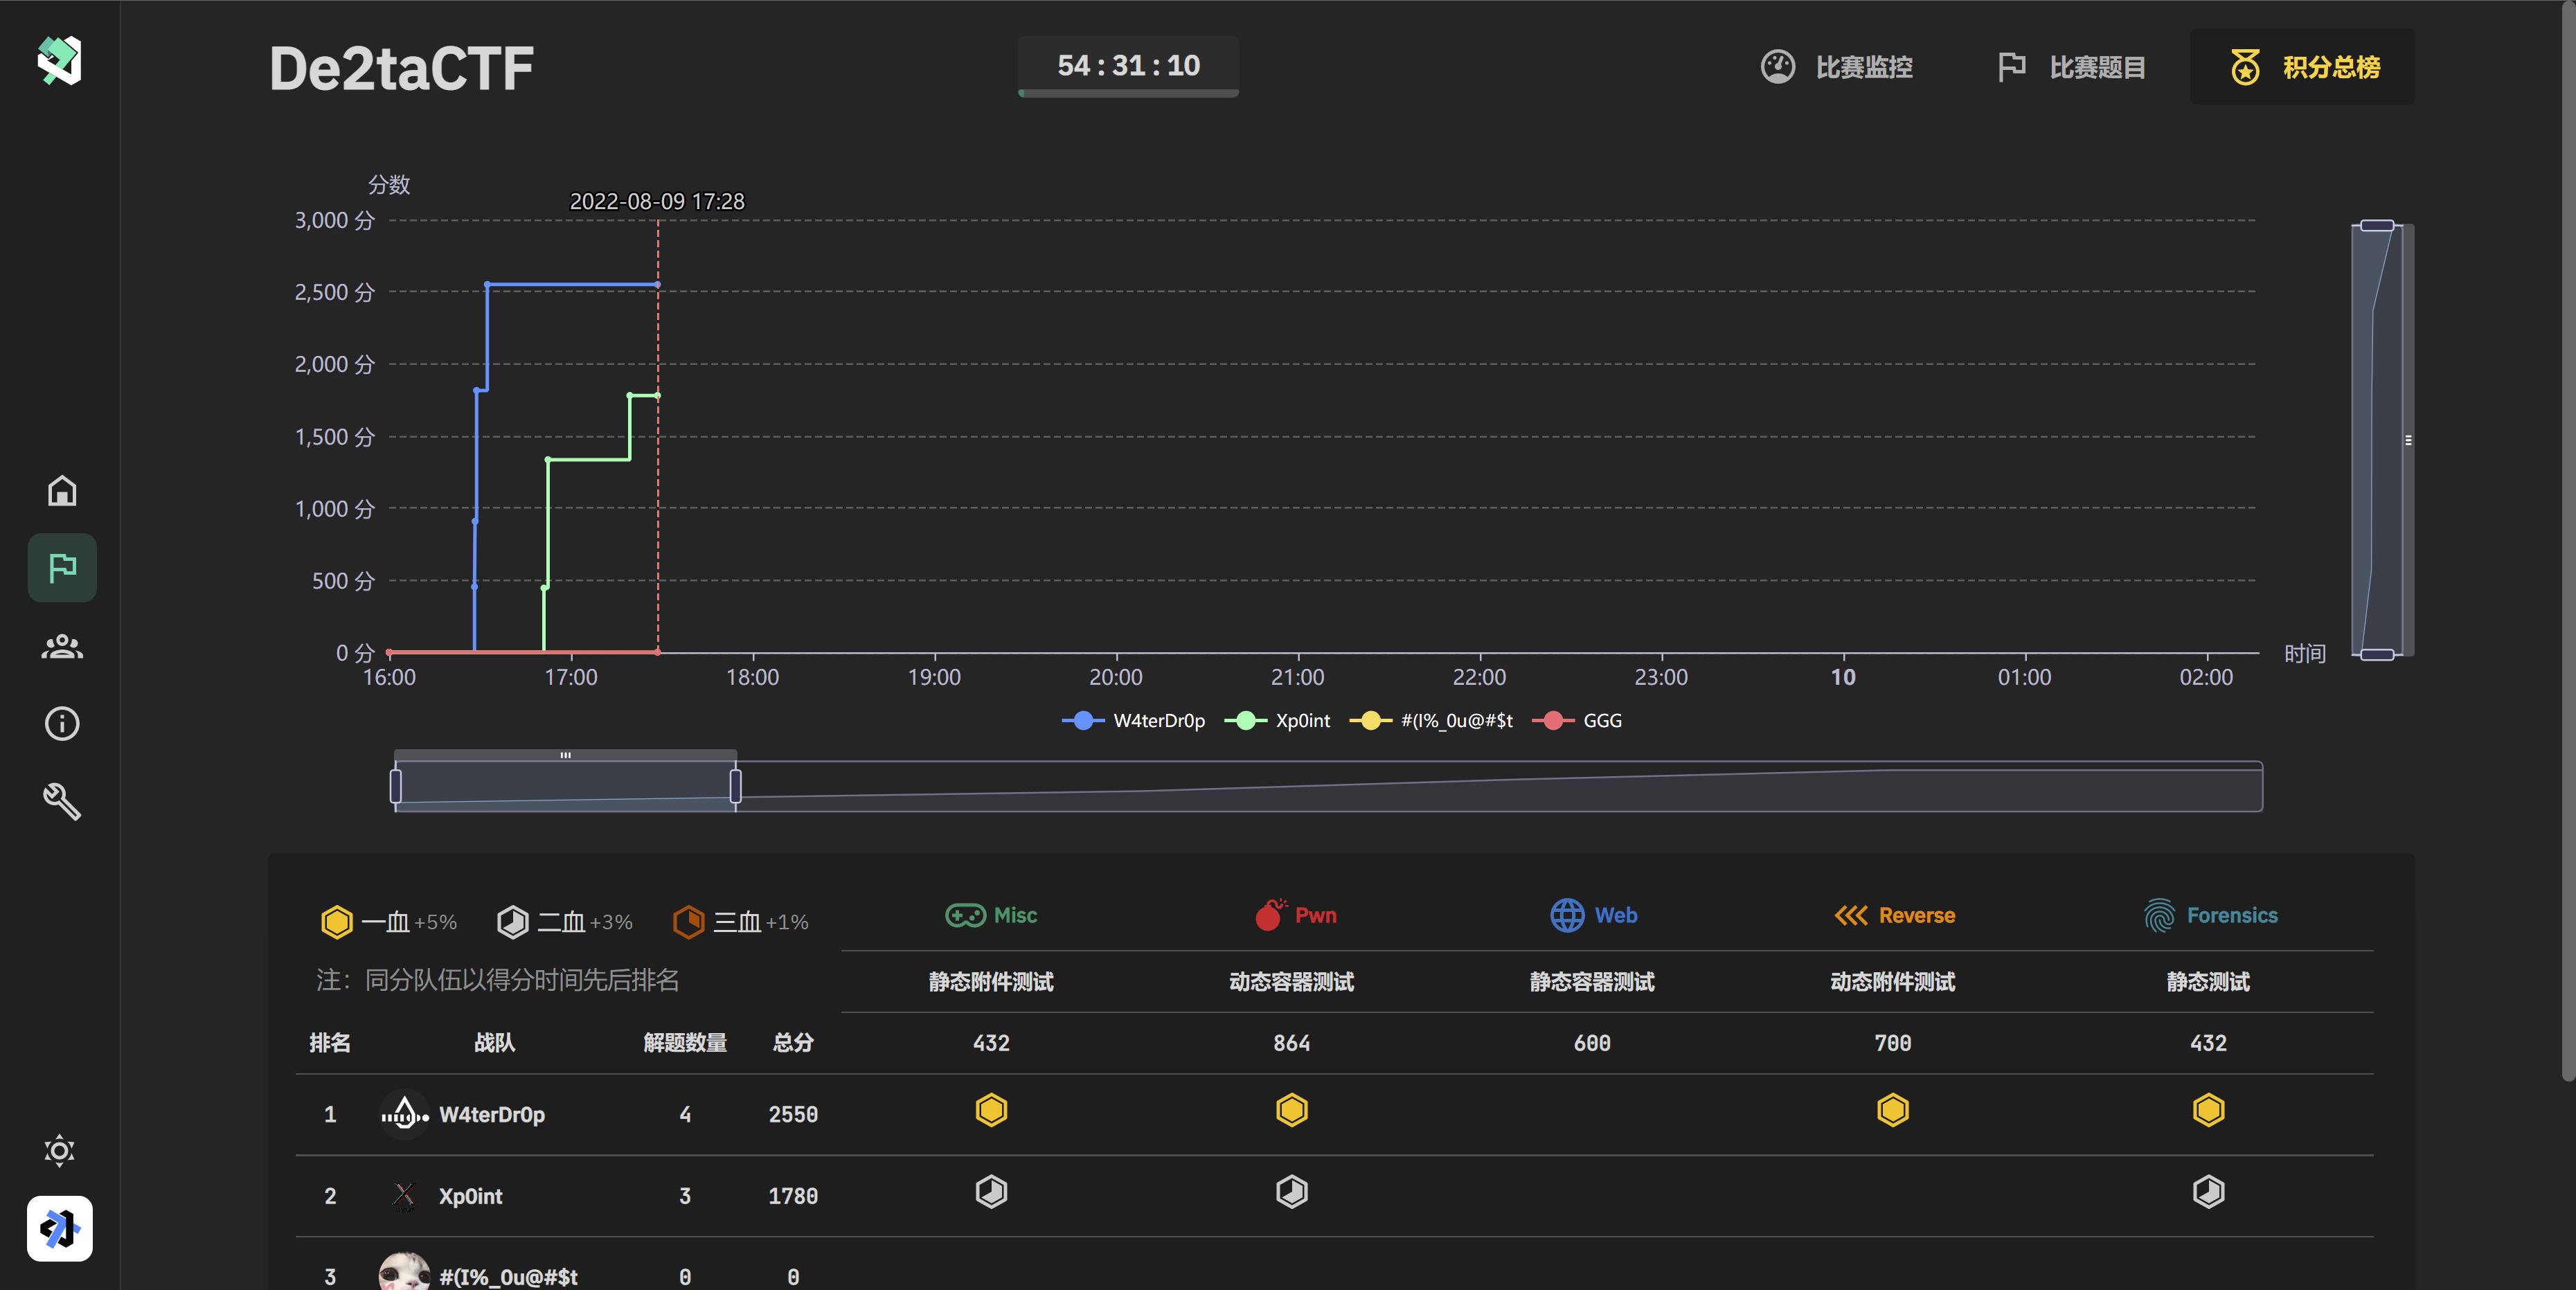 De2taCTF
54 : 31 : 10
比赛监控
比赛题目
积分总榜
分数
2022-08-09 17:28
3,000 分
2,500 分
2,000 分
1,500 分
1,000 分
500 分
0 分
时间
16:00 17:00 18:00 19:00 20:00 21:00 22:00 23:00 10 01:00 02:00
W4terDr0p Xp0int #(I%_0u@#$t GGG
一血 +5% 二血 +3% 三血 +1%
Misc Pwn Web Reverse Forensics
注：同分队伍以得分时间先后排名
静态附件测试 动态容器测试 静态容器测试 动态附件测试 静态测试
排名 战队 解题数量 总分 432 864 600 700 432
1 W4terDr0p 4 2550
2 Xp0int 3 1780
3 #(I%_0u@#$t 0 0